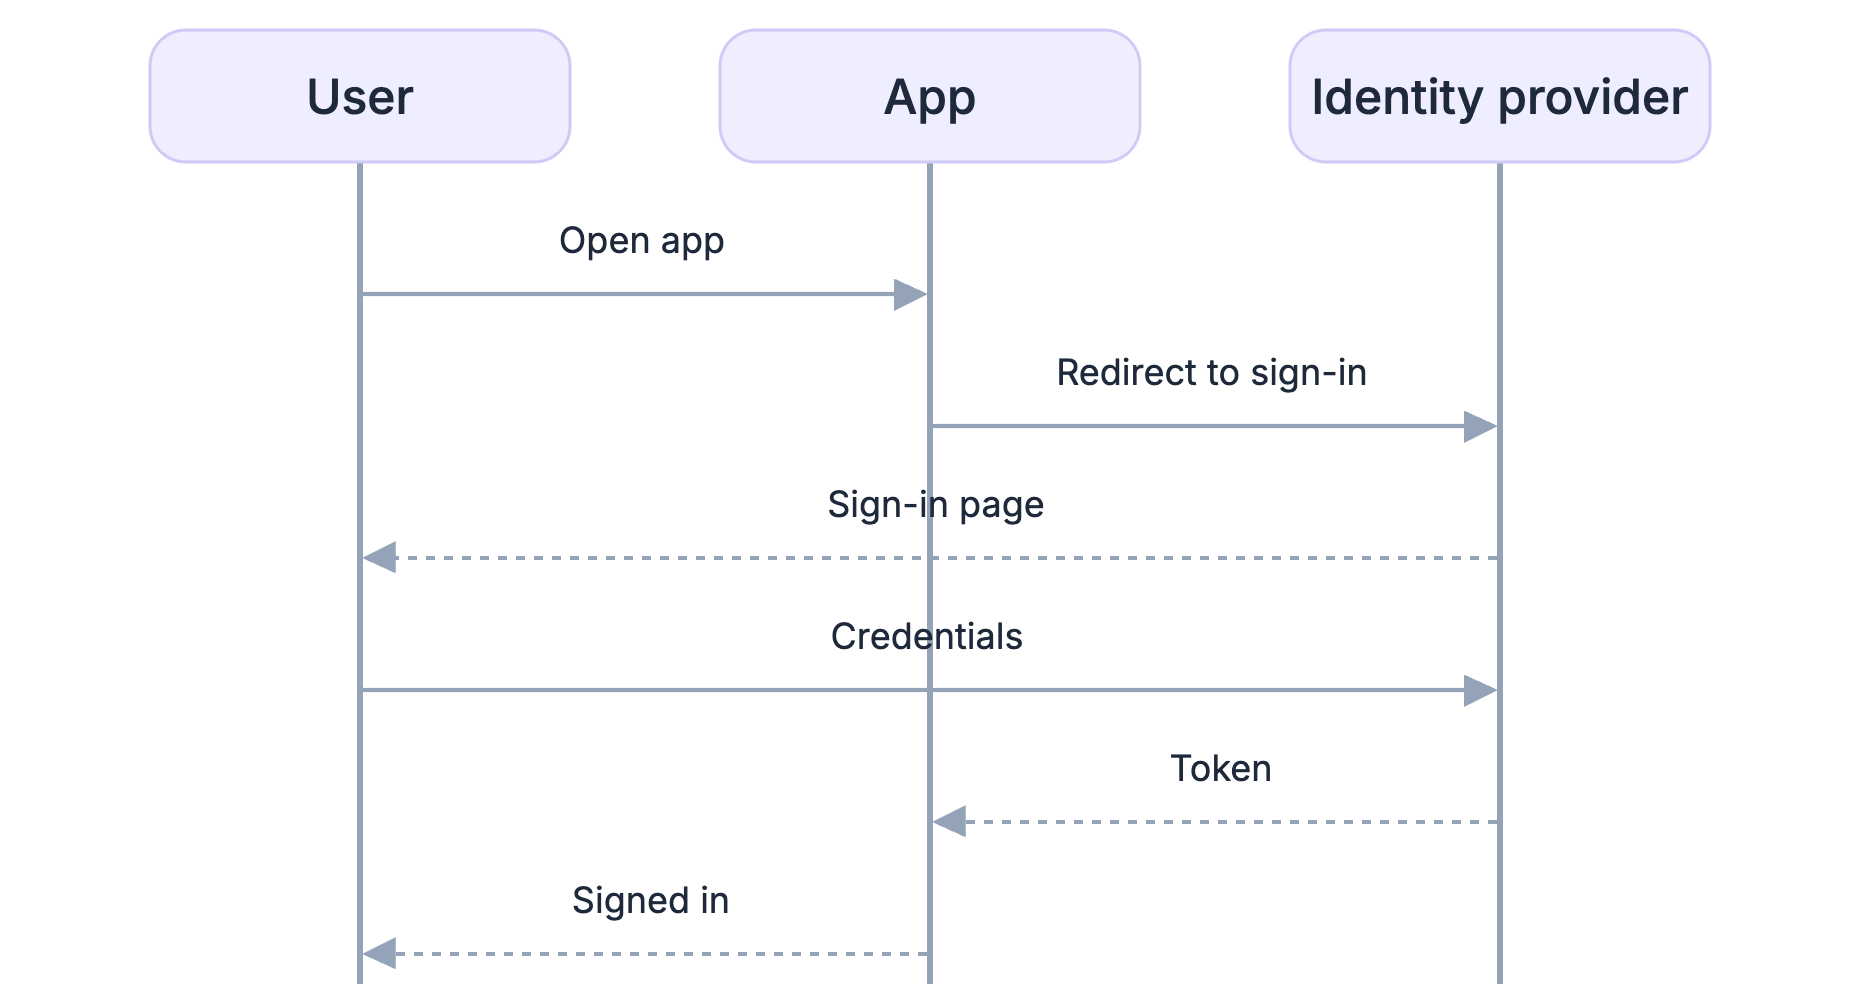 User
App
Identity provider
Open app
Redirect to sign-in
Sign-in page
Credentials
Token
Signed in